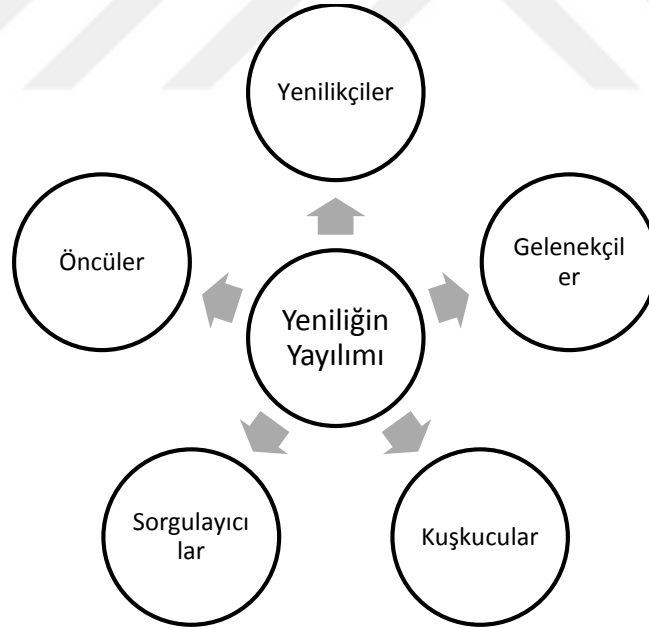 Yenilikçiler
Öncüler
Gelenekçil
er
Yeniliğin
Yayılımı
Sorgulayıcı
lar
Kuşkucular